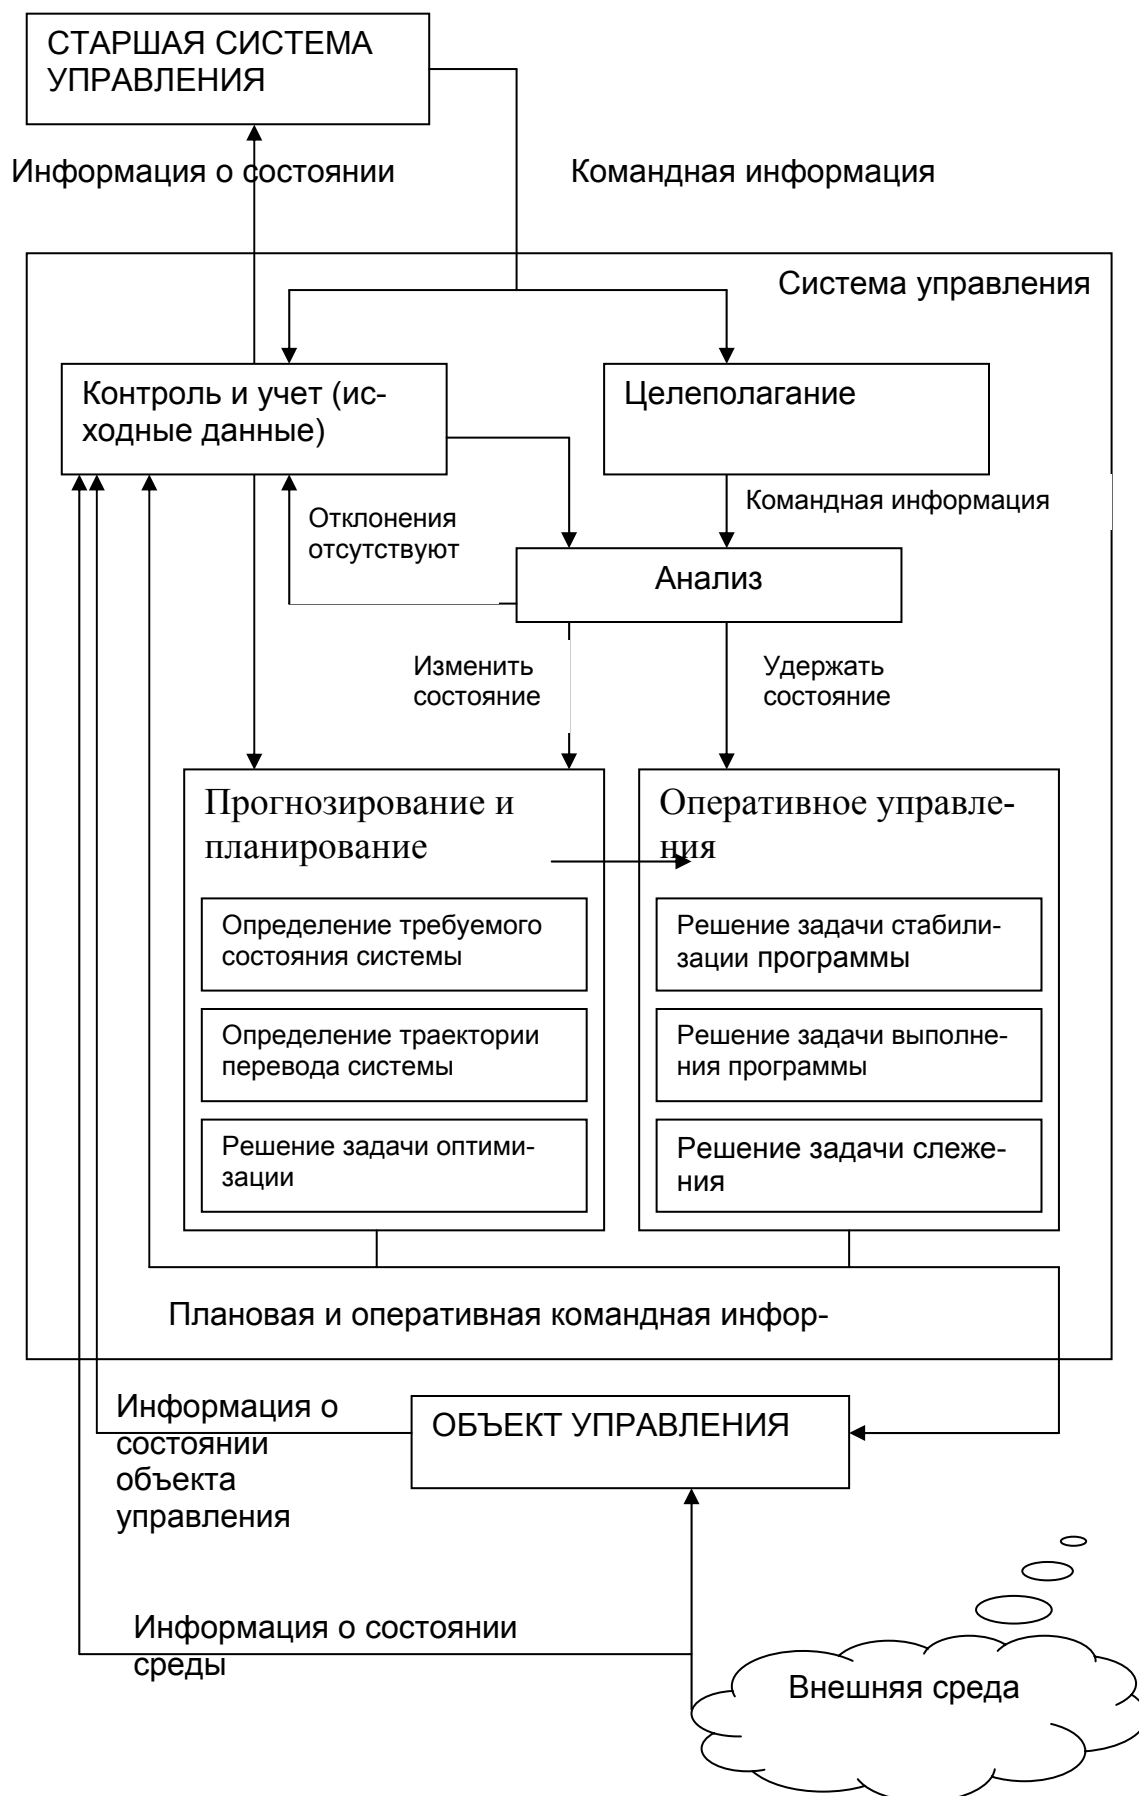 СТАРШАЯ СИСТЕМА
УПРАВЛЕНИЯ
Информация о состоянии
Командная информация
Система управления
Контроль и учет (ис-
ходные данные)
Целеполагание
Командная информация
Отклонения
отсутствуют
Анализ
Изменить
состояние
Удержать
состояние
Прогнозирование и
планирование
Оперативное управле-
ния
Определение требуемого
состояния системы
Решение задачи стабили-
зации программы
Определение траектории
перевода системы
Решение задачи выполне-
ния программы
Решение задачи оптими-
зации
Решение задачи слеже-
ния
Плановая и оперативная командная инфор-
Информация о
состоянии
объекта
управления
ОБЪЕКТ УПРАВЛЕНИЯ
Информация о состоянии
среды
Внешняя среда